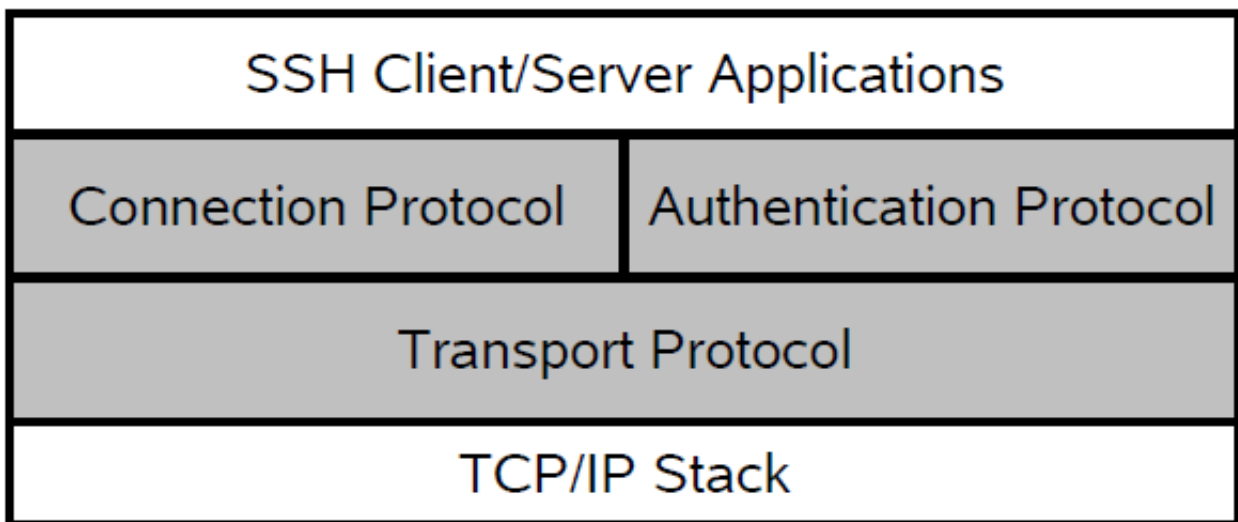 SSH Client/Server Applications
Connection Protocol
Authentication Protocol
Transport Protocol
TCP/IP Stack